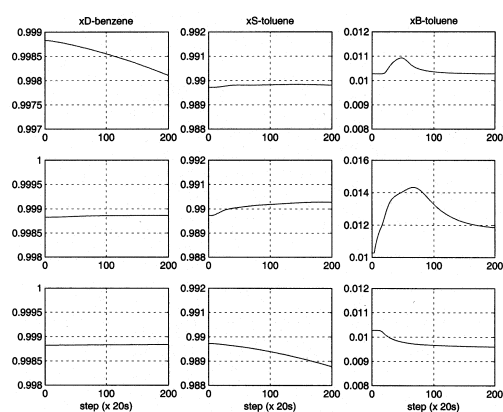 xD-benzene xS-toluene xB-toluene
0.999 0.992 0.012
0.9985 0.991 0.011
0.998 0.99 0.01
0.9975 0.989 0.009
0.997 0.988 0.008
0 100 200 0 100 200 0 100 200
1 0.992 0.016
0.9995 0.991 0.014
0.999 0.99 0.012
0.9985 0.989 0.01
0.998 0.988
0 100 200 0 100 200 0 100 200
1 0.992 0.012
0.9995 0.991 0.011
0.999 0.99 0.01
0.9985 0.989 0.009
0.998 0.988 0.008
0 100 200 0 100 200 0 100 200
step (x 20s) step (x 20s) step (x 20s)